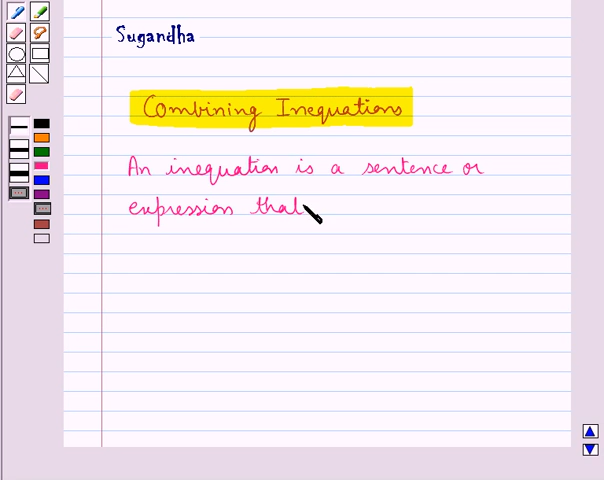 Sugandha
Combining Inequations
An inequation is a sentence or
expression that